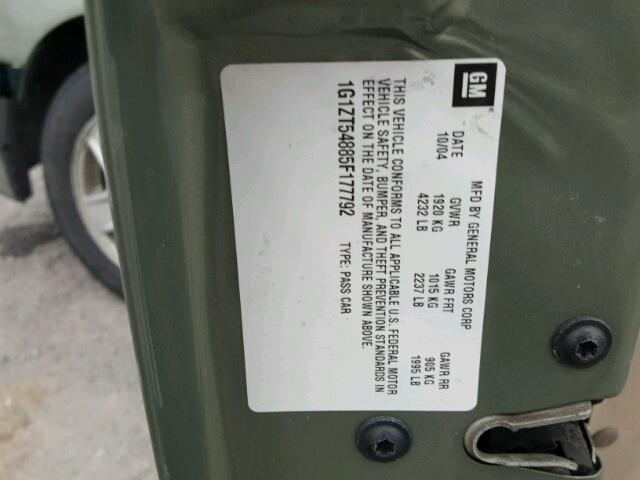 GM
MFD BY GENERAL MOTORS CORP
DATE GVWR GAWR FRT GAWR RR
10/04 1920 KG 1015 KG 905 KG
4232 LB 2237 LB 1995 LB
THIS VEHICLE CONFORMS TO ALL APPLICABLE U.S. FEDERAL MOTOR
VEHICLE SAFETY, BUMPER, AND THEFT PREVENTION STANDARDS IN
EFFECT ON THE DATE OF MANUFACTURE SHOWN ABOVE.
1G1ZT54885F177792 TYPE: PASS CAR